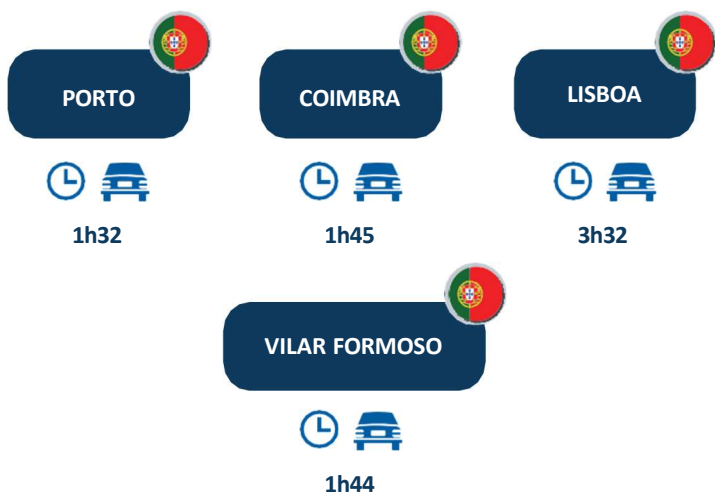 PORTO
COIMBRA
LISBOA
1h32
1h45
3h32
VILAR FORMOSO
1h44